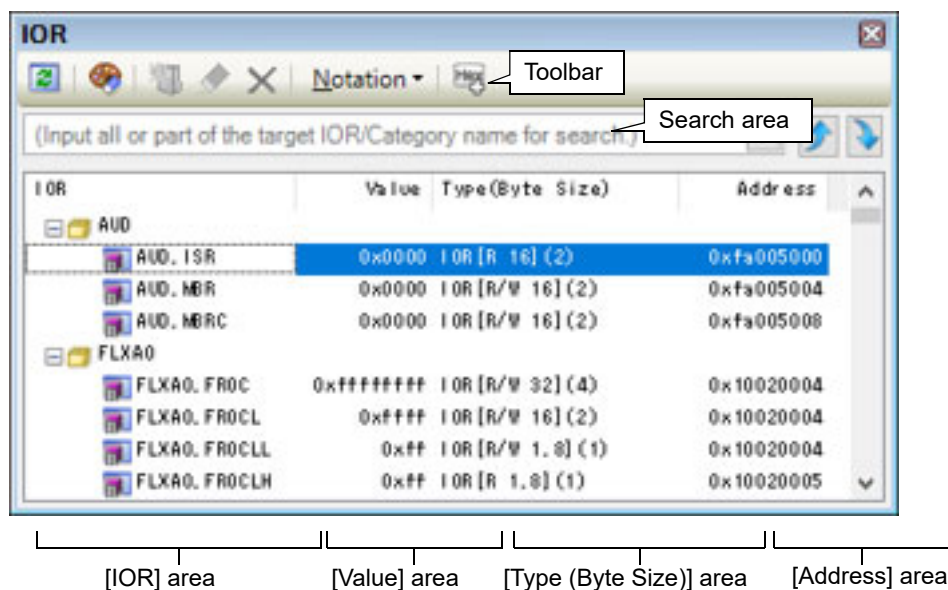 IOR
Notation
Hex
Toolbar
(Input all or part of the target IOR/Category name for search.)
Search area
IOR Value Type(Byte Size) Address
AUD
AUD.ISR 0x0000 IOR[R 16](2) 0xfa005000
AUD.MBR 0x0000 IOR[R/W 16](2) 0xfa005004
AUD.MBRC 0x0000 IOR[R/W 16](2) 0xfa005008
FLXA0
FLXA0.FROC 0xffffffff IOR[R/W 32](4) 0x10020004
FLXA0.FROCL 0xffff IOR[R/W 16](2) 0x10020004
FLXA0.FROCLL 0xff IOR[R/W 1.8](1) 0x10020004
FLXA0.FROCLH 0xff IOR[R 1.8](1) 0x10020005
[IOR] area [Value] area [Type (Byte Size)] area [Address] area